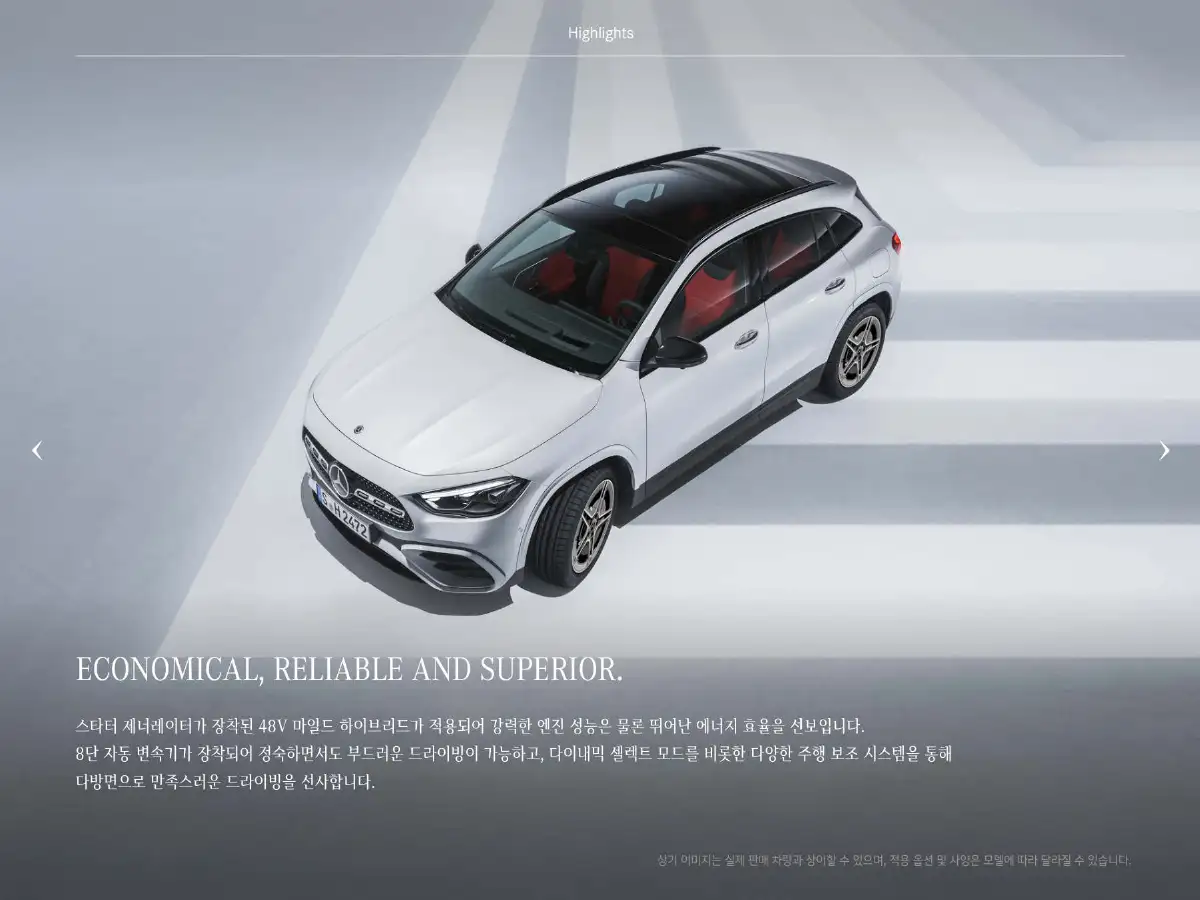 Highlights
S·H 2472
ECONOMICAL, RELIABLE AND SUPERIOR.
스타터 제너레이터가 장착된 48V 마일드 하이브리드가 적용되어 강력한 엔진 성능은 물론 뛰어난 에너지 효율을 선보입니다.
8단 자동 변속기가 장착되어 정숙하면서도 부드러운 드라이빙이 가능하고, 다이내믹 셀렉트 모드를 비롯한 다양한 주행 보조 시스템을 통해
다방면으로 만족스러운 드라이빙을 선사합니다.
상기 이미지는 실제 판매 차량과 상이할 수 있으며, 적용 옵션 및 사양은 모델에 따라 달라질 수 있습니다.